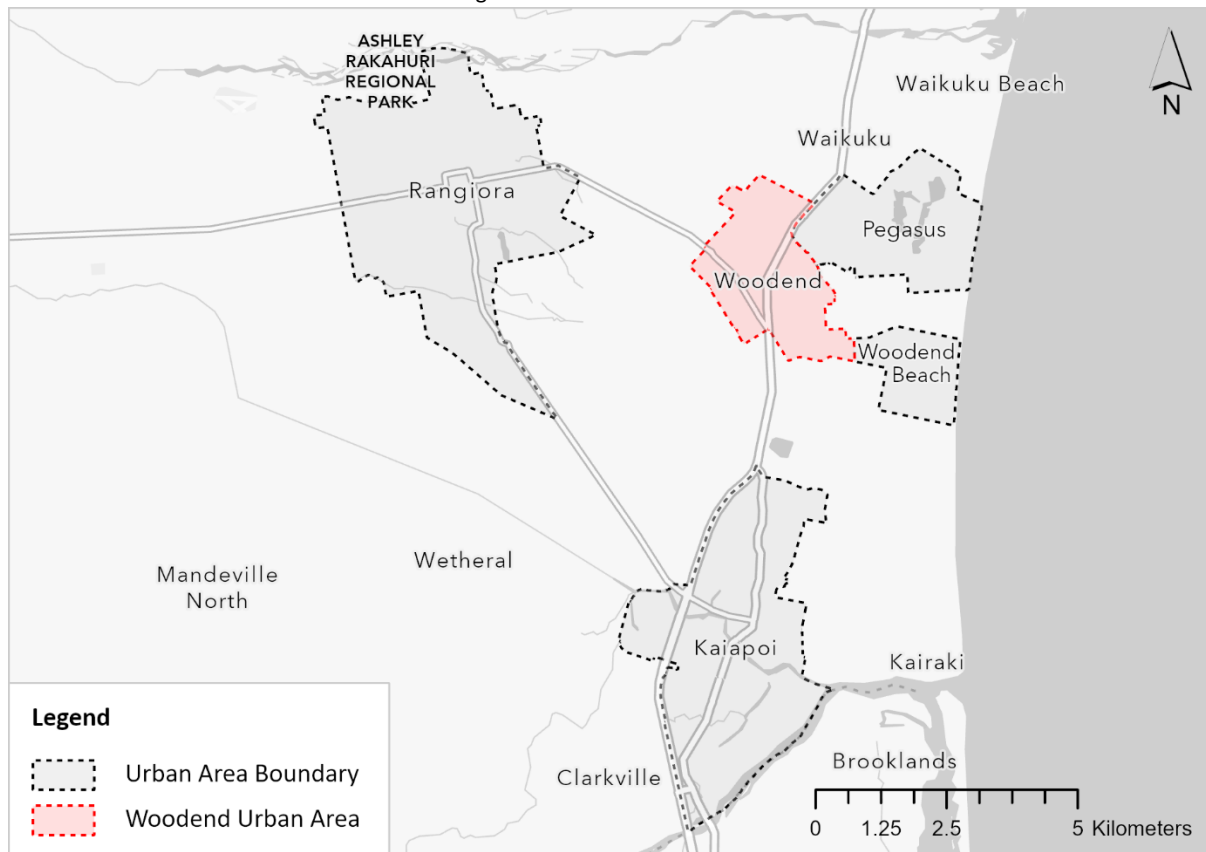 ASHLEY
RAKAHURI
REGIONAL
PARK
Waikuku Beach
N
Waikuku
Rangiora
Pegasus
Woodend
Woodend
Beach
Wetheral
Mandeville
North
Kaiapoi
Kairaki
Legend
Urban Area Boundary
Woodend Urban Area
Clarkville
Brooklands
0 1.25 2.5 5 Kilometers